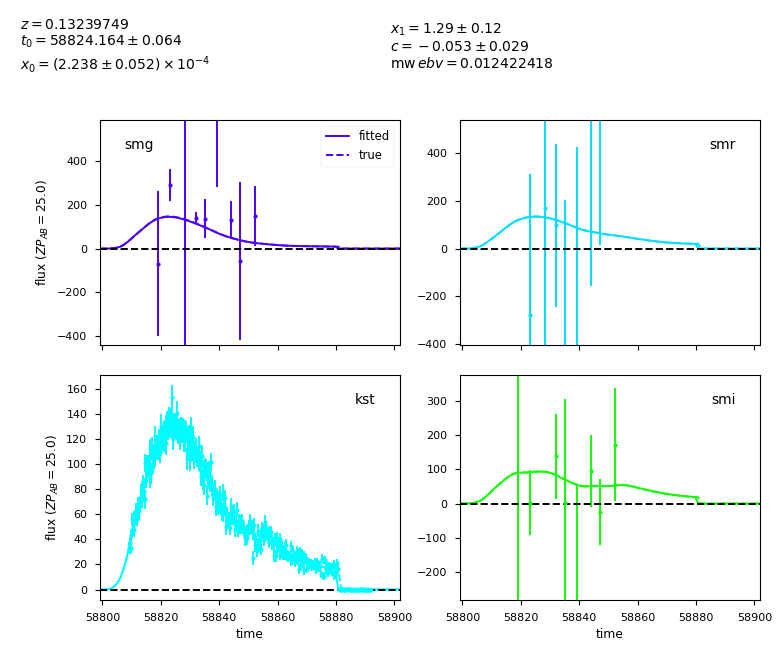 z = 0.13239749
t₀ = 58824.164 ± 0.064
x₀ = (2.238 ± 0.052) × 10⁻⁴
x₁ = 1.29 ± 0.12
c = −0.053 ± 0.029
mw ebv = 0.012422418
smg
fitted
true
400
200
0
−200
−400
flux (ZP_AB = 25.0)
smr
400
200
0
−200
−400
kst
160
140
120
100
80
60
40
20
0
flux (ZP_AB = 25.0)
58800 58820 58840 58860 58880 58900
time
smi
300
200
100
0
−100
−200
58800 58820 58840 58860 58880 58900
time